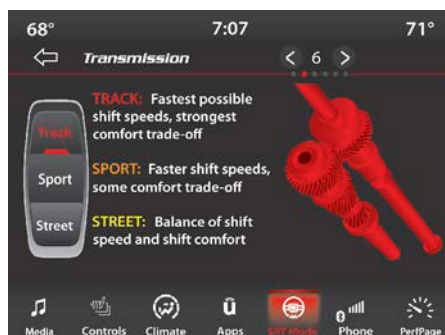 68°
7:07
71°
Transmission
6
TRACK: Fastest possible
shift speeds, strongest
comfort trade-off
Track
SPORT: Faster shift speeds,
some comfort trade-off
Sport
STREET: Balance of shift
speed and shift comfort
Street
Media
Controls
Climate
Apps
SXT Mode
Phone
PerfPage